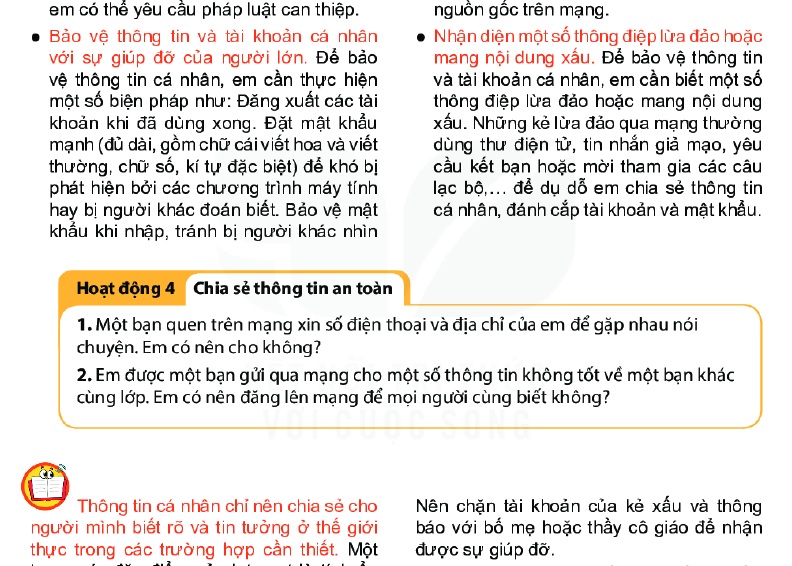 em có thể yêu cầu pháp luật can thiệp.
● Bảo vệ thông tin và tài khoản cá nhân
với sự giúp đỡ của người lớn. Để bảo
vệ thông tin cá nhân, em cần thực hiện
một số biện pháp như: Đăng xuất các tài
khoản khi đã dùng xong. Đặt mật khẩu
mạnh (đủ dài, gồm chữ cái viết hoa và viết
thường, chữ số, kí tự đặc biệt) để khó bị
phát hiện bởi các chương trình máy tính
hay bị người khác đoán biết. Bảo vệ mật
khẩu khi nhập, tránh bị người khác nhìn
nguồn gốc trên mạng.
● Nhận diện một số thông điệp lừa đảo hoặc
mang nội dung xấu. Để bảo vệ thông tin
và tài khoản cá nhân, em cần biết một số
thông điệp lừa đảo hoặc mang nội dung
xấu. Những kẻ lừa đảo qua mạng thường
dùng thư điện tử, tin nhắn giả mạo, yêu
cầu kết bạn hoặc mời tham gia các câu
lạc bộ,… để dụ dỗ em chia sẻ thông tin
cá nhân, đánh cắp tài khoản và mật khẩu.
Hoạt động 4 Chia sẻ thông tin an toàn
1. Một bạn quen trên mạng xin số điện thoại và địa chỉ của em để gặp nhau nói
chuyện. Em có nên cho không?
2. Em được một bạn gửi qua mạng cho một số thông tin không tốt về một bạn khác
cùng lớp. Em có nên đăng lên mạng để mọi người cùng biết không?
VỚI CUỘC SỐNG
Thông tin cá nhân chỉ nên chia sẻ cho
người mình biết rõ và tin tưởng ở thế giới
thực trong các trường hợp cần thiết. Một
Nên chặn tài khoản của kẻ xấu và thông
báo với bố mẹ hoặc thầy cô giáo để nhận
được sự giúp đỡ.